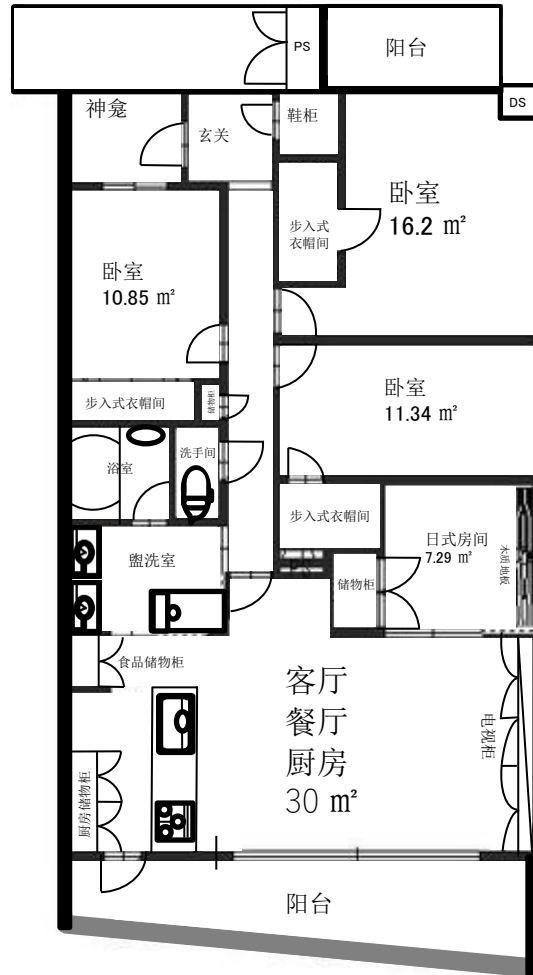 PS
阳台
DS
神龛
玄关
鞋柜
卧室
16.2 m²
步入式
衣帽间
卧室
10.85 m²
卧室
11.34 m²
步入式衣帽间
储物柜
浴室
洗手间
步入式衣帽间
日式房间
7.29 m²
木质地板
盥洗室
储物柜
食品储物柜
客厅
餐厅
厨房
30 m²
电视柜
厨房储物柜
阳台